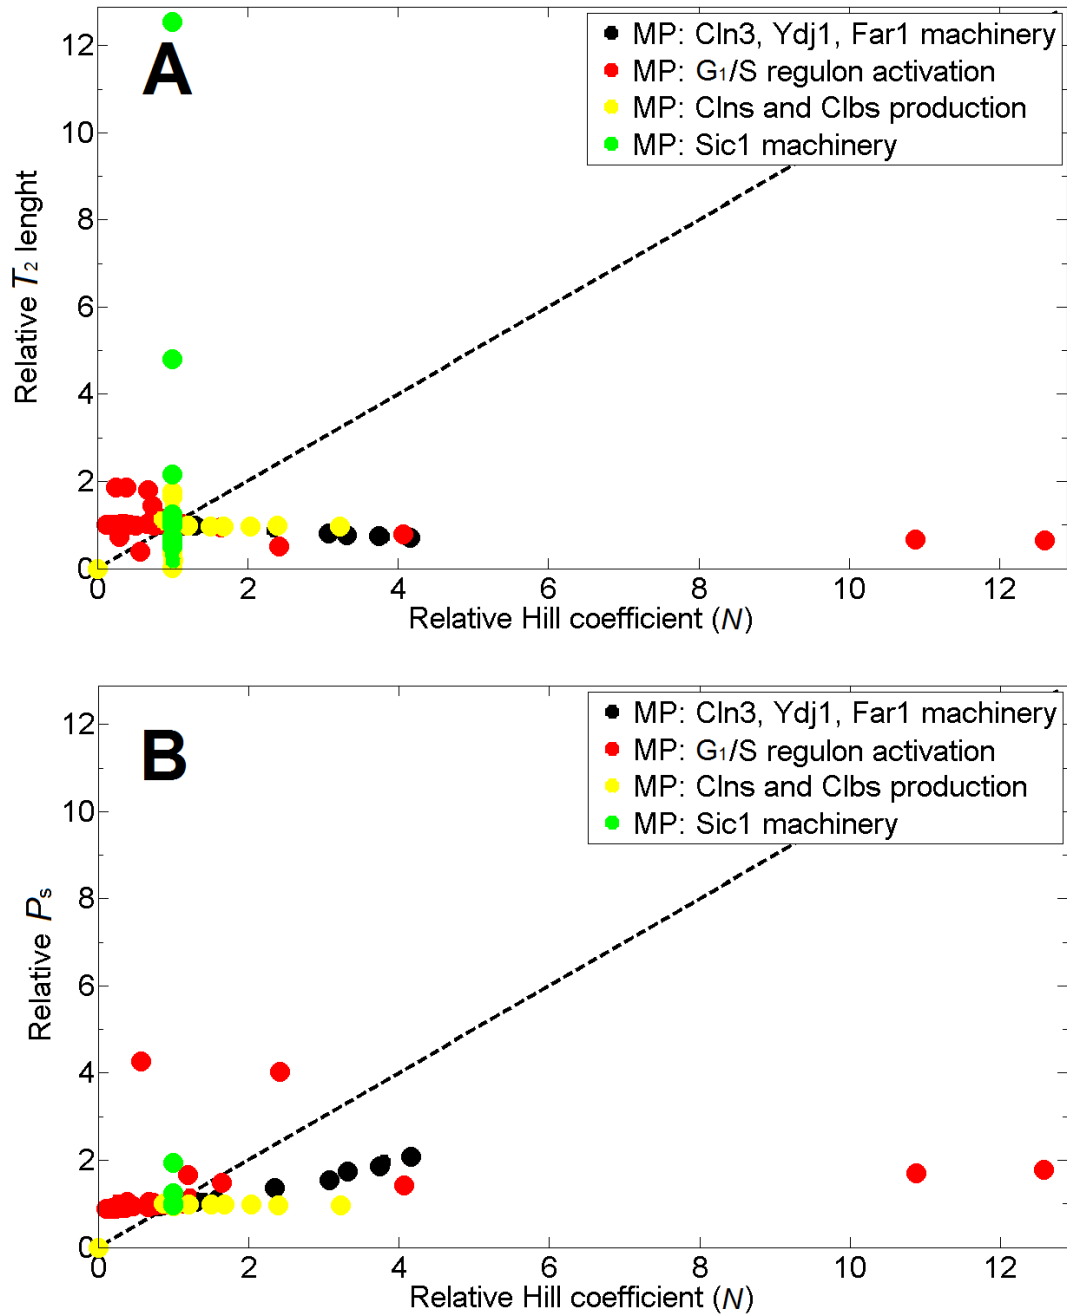 A
MP: Cln3, Ydj1, Far1 machinery
MP: G1/S regulon activation
MP: Clns and Clbs production
MP: Sic1 machinery
Relative T2 lenght
12
10
8
6
4
2
0
0 2 4 6 8 10 12
Relative Hill coefficient (N)
B
MP: Cln3, Ydj1, Far1 machinery
MP: G1/S regulon activation
MP: Clns and Clbs production
MP: Sic1 machinery
Relative Ps
12
10
8
6
4
2
0
0 2 4 6 8 10 12
Relative Hill coefficient (N)